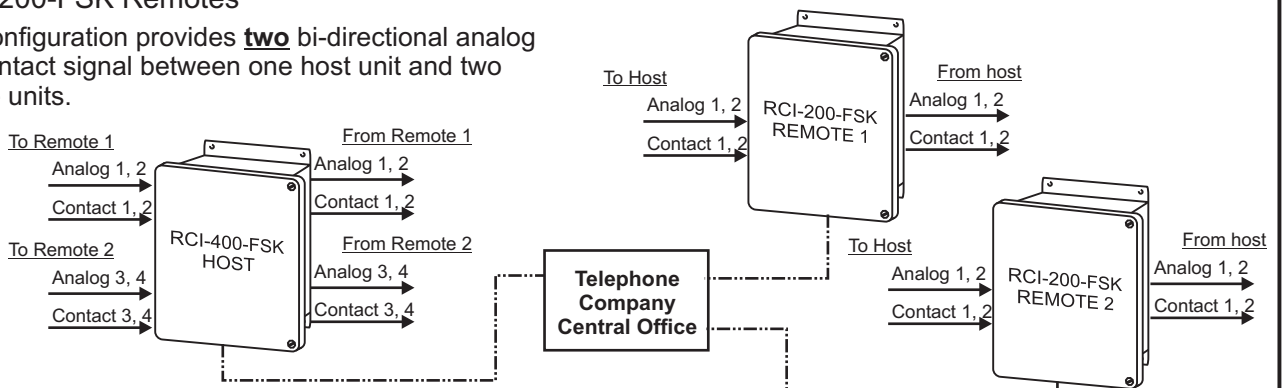 200-FSK Remotes
onfiguration provides two bi-directional analog
ntact signal between one host unit and two
units.
To Remote 1
Analog 1, 2
Contact 1, 2
To Remote 2
Analog 3, 4
Contact 3, 4
RCI-400-FSK
HOST
From Remote 1
Analog 1, 2
Contact 1, 2
From Remote 2
Analog 3, 4
Contact 3, 4
Telephone
Company
Central Office
To Host
Analog 1, 2
Contact 1, 2
RCI-200-FSK
REMOTE 1
From host
Analog 1, 2
Contact 1, 2
To Host
Analog 1, 2
Contact 1, 2
RCI-200-FSK
REMOTE 2
From host
Analog 1, 2
Contact 1, 2